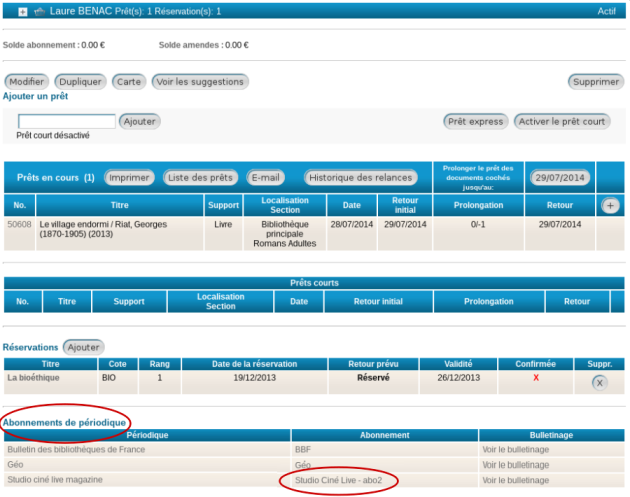 Laure BENAC Prêt(s): 1 Réservation(s): 1 Actif
Solde abonnement : 0.00 € Solde amendes : 0.00 €
Modifier Dupliquer Carte Voir les suggestions Supprimer
Ajouter un prêt
Ajouter Prêt express Activer le prêt court
Prêt court désactivé
Prêts en cours (1) Imprimer Liste des prêts E-mail Historique des relances Prolonger le prêt des documents cochés jusqu'au: 29/07/2014
No. Titre Support Localisation Section Date Retour initial Prolongation Retour +
50608 Le village endormi / Riat, Georges (1870-1905) (2013) Livre Bibliothèque principale Romans Adultes 28/07/2014 29/07/2014 0/-1 29/07/2014
Prêts courts
No. Titre Support Localisation Section Date Retour initial Prolongation Retour
Réservations Ajouter
Titre Cote Rang Date de la réservation Retour prévu Validité Confirmée Suppr.
La bioéthique BIO 1 19/12/2013 Réservé 26/12/2013 X X
Abonnements de périodique
Périodique Abonnement Bulletinage
Bulletin des bibliothèques de France BBF Voir le bulletinage
Géo Géo Voir le bulletinage
Studio ciné live magazine Studio Ciné Live - abo2 Voir le bulletinage